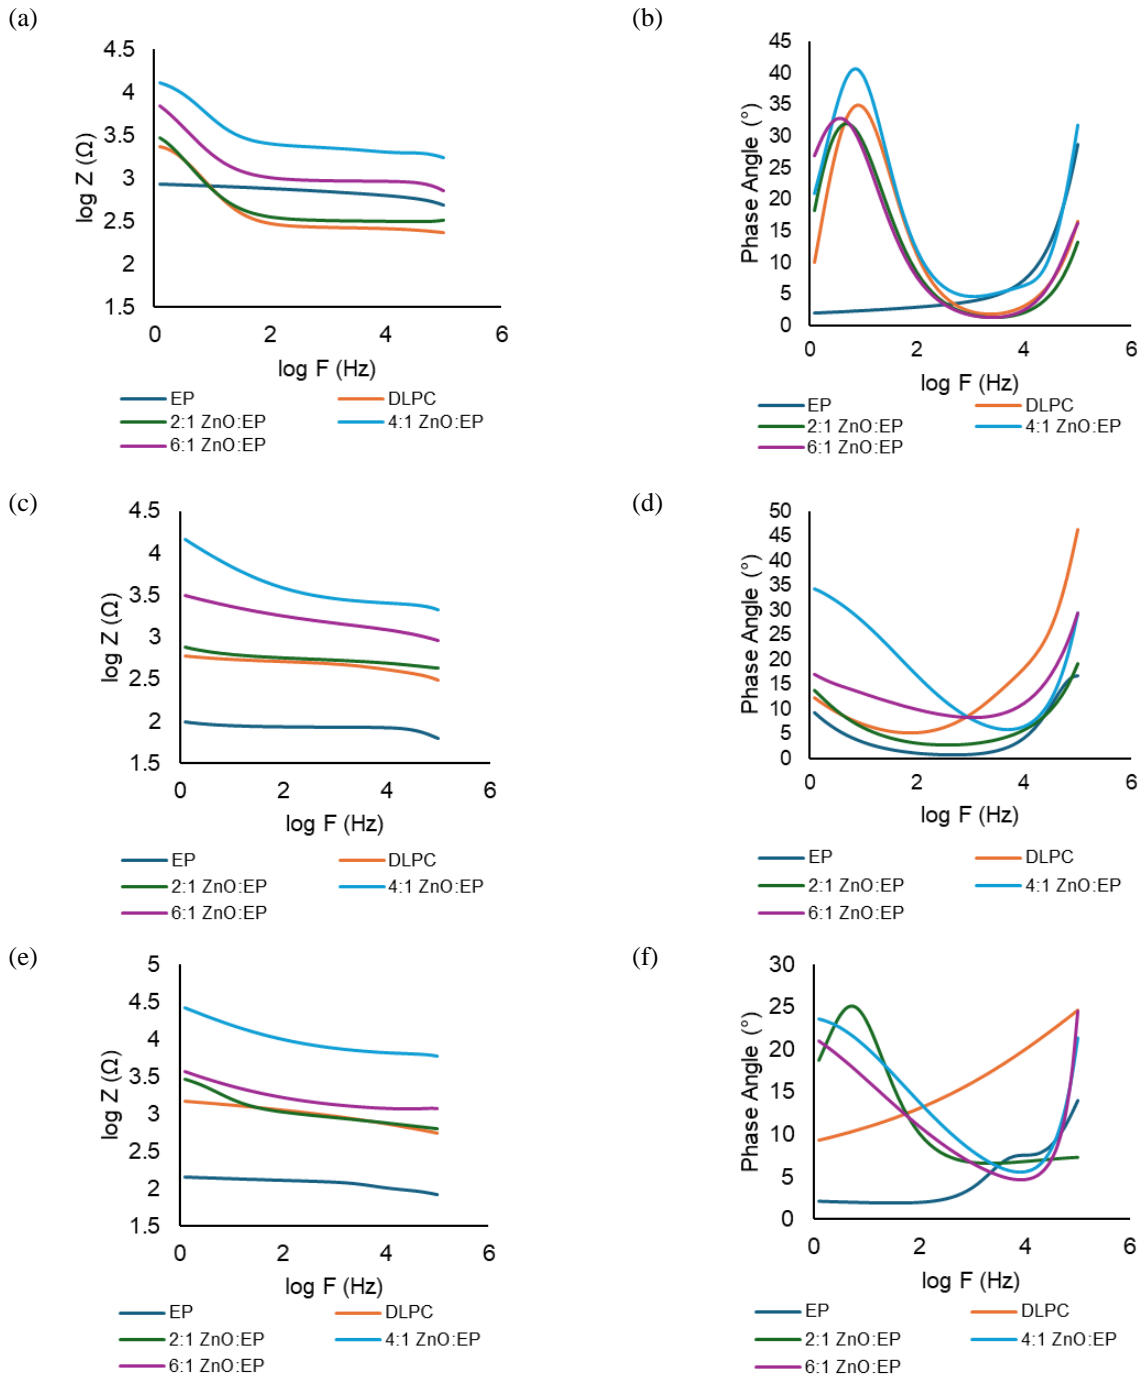 (a)
(b)
4.5
4
3.5
3
2.5
2
1.5
log Z (Ω)
0
2
4
6
log F (Hz)
EP
DLPC
2:1 ZnO:EP
4:1 ZnO:EP
6:1 ZnO:EP
45
40
35
30
25
20
15
10
5
0
Phase Angle (°)
0
2
4
6
log F (Hz)
EP
DLPC
2:1 ZnO:EP
4:1 ZnO:EP
6:1 ZnO:EP
(c)
(d)
4.5
4
3.5
3
2.5
2
1.5
log Z (Ω)
0
2
4
6
log F (Hz)
EP
DLPC
2:1 ZnO:EP
4:1 ZnO:EP
6:1 ZnO:EP
50
45
40
35
30
25
20
15
10
5
0
Phase Angle (°)
0
2
4
6
log F (Hz)
EP
DLPC
2:1 ZnO:EP
4:1 ZnO:EP
6:1 ZnO:EP
(e)
(f)
5
4.5
4
3.5
3
2.5
2
1.5
log Z (Ω)
0
2
4
6
log F (Hz)
EP
DLPC
2:1 ZnO:EP
4:1 ZnO:EP
6:1 ZnO:EP
30
25
20
15
10
5
0
Phase Angle (°)
0
2
4
6
log F (Hz)
EP
DLPC
2:1 ZnO:EP
4:1 ZnO:EP
6:1 ZnO:EP